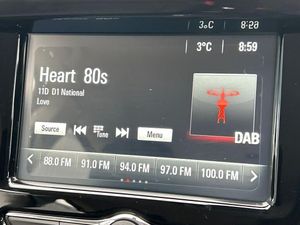 3°C 8:28
3°C 8:59
Heart 80s
11D D1 National
Love
Source
Tune
Menu
DAB
88.0 FM 91.0 FM 94.0 FM 97.0 FM 100.0 FM